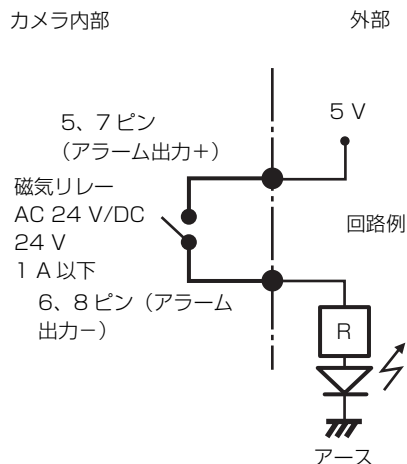 カメラ内部
外部
5、7 ピン
（アラーム出力+）
5 V
磁気リレー
AC 24 V/DC
24 V
1 A 以下
回路例
6、8 ピン（アラーム
出力−）
R
アース